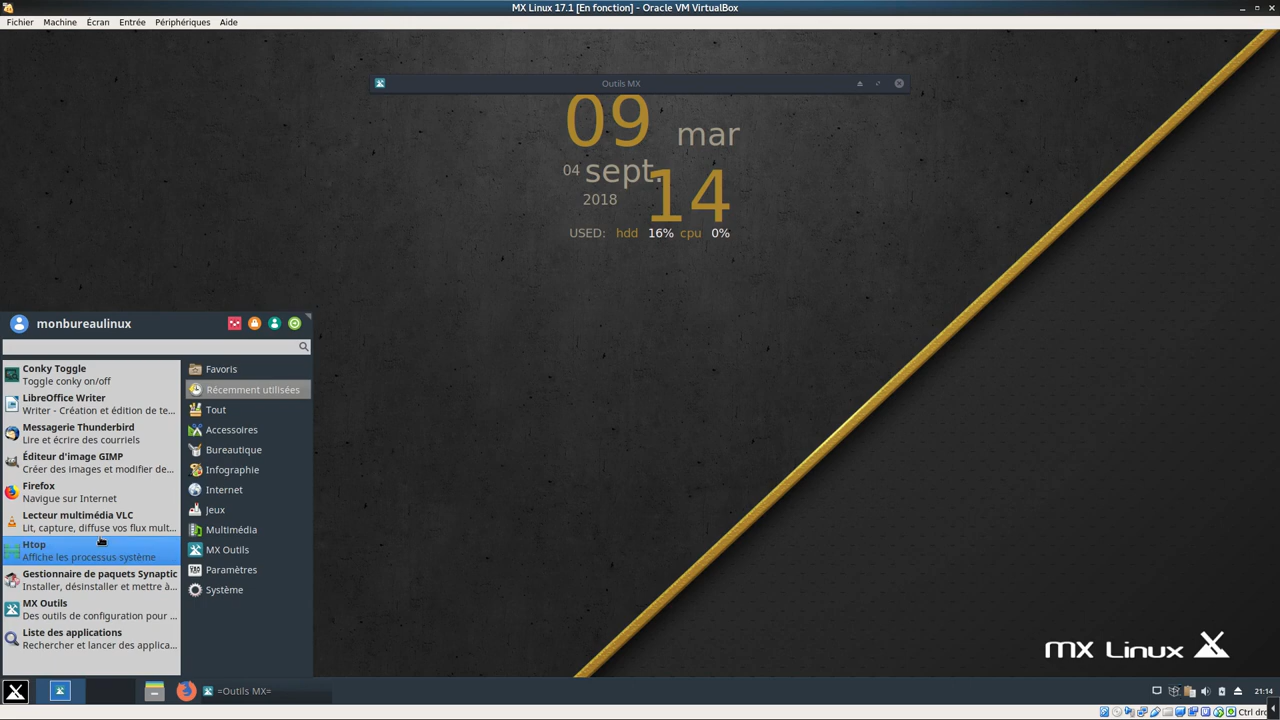 MX Linux 17.1 [En fonction] - Oracle VM VirtualBox
Fichier Machine Écran Entrée Périphériques Aide
Outils MX
09 mar
04 sept.
14
2018
USED: hdd 16% cpu 0%
monbureaulinux
Conky Toggle
Toggle conky on/off
LibreOffice Writer
Writer - Création et édition de te...
Messagerie Thunderbird
Lire et écrire des courriels
Éditeur d'image GIMP
Créer des images et modifier de...
Firefox
Navigue sur Internet
Lecteur multimédia VLC
Lit, capture, diffuse vos flux mult...
Htop
Affiche les processus système
Gestionnaire de paquets Synaptic
Installer, désinstaller et mettre à...
MX Outils
Des outils de configuration pour ...
Liste des applications
Rechercher et lancer des applica...
Favoris
Récemment utilisées
Tout
Accessoires
Bureautique
Infographie
Internet
Jeux
Multimédia
MX Outils
Paramètres
Système
MX Linux
=Outils MX=
21:14
Ctrl dro